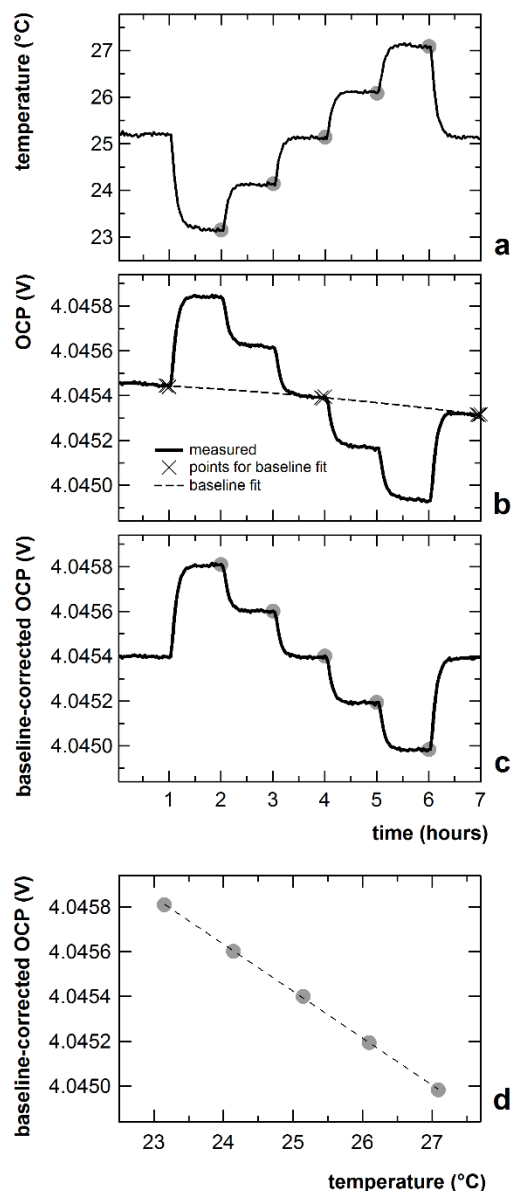 temperature (°C)
27
26
25
24
23
a
OCP (V)
4.0458
4.0456
4.0454
4.0452
4.0450
measured
points for baseline fit
baseline fit
b
baseline-corrected OCP (V)
4.0458
4.0456
4.0454
4.0452
4.0450
c
1 2 3 4 5 6 7
time (hours)
baseline-corrected OCP (V)
4.0458
4.0456
4.0454
4.0452
4.0450
d
23 24 25 26 27
temperature (°C)